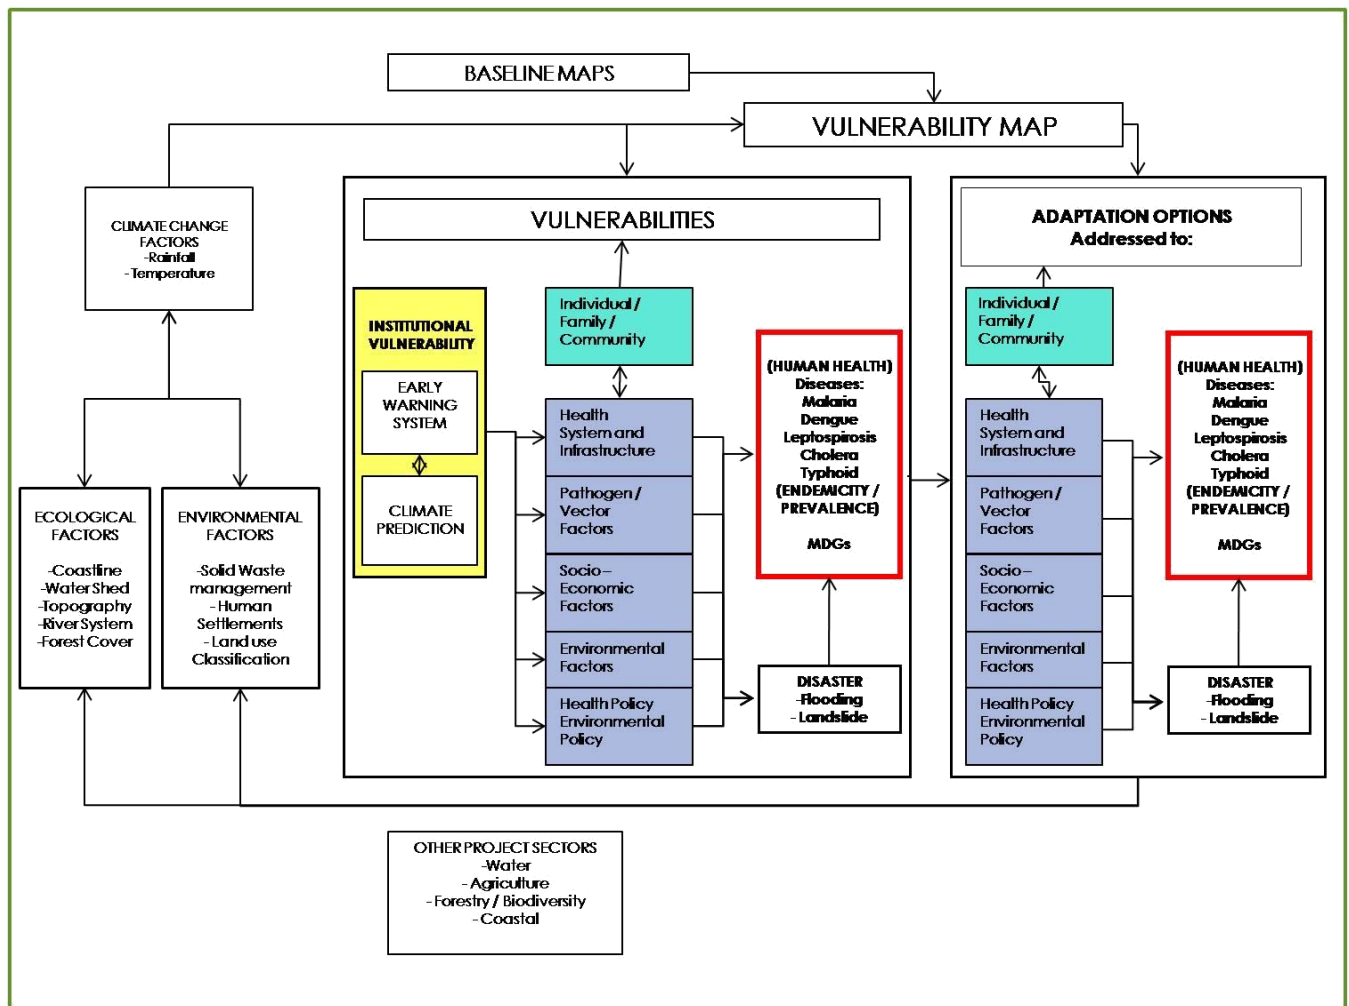 BASELINE MAPS
VULNERABILITY MAP
CLIMATE CHANGE
FACTORS
-Rainfall
- Temperature
ECOLOGICAL
FACTORS
-Coastline
-Water Shed
-Topography
-River System
-Forest Cover
ENVIRONMENTAL
FACTORS
-Solid Waste
management
- Human
Settlements
- Land use
Classification
VULNERABILITIES
INSTITUTIONAL
VULNERABILITY
EARLY
WARNING
SYSTEM
CLIMATE
PREDICTION
Individual /
Family /
Community
Health
System and
Infrastructure
Pathogen /
Vector
Factors
Socio –
Economic
Factors
Environmental
Factors
Health Policy
Environmental
Policy
(HUMAN HEALTH)
Diseases:
Malaria
Dengue
Leptospirosis
Cholera
Typhoid
(ENDEMICITY /
PREVALENCE)
MDGs
DISASTER
-Flooding
- Landslide
ADAPTATION OPTIONS
Addressed to:
Individual /
Family /
Community
Health
System and
Infrastructure
Pathogen /
Vector
Factors
Socio –
Economic
Factors
Environmental
Factors
Health Policy
Environmental
Policy
(HUMAN HEALTH)
Diseases:
Malaria
Dengue
Leptospirosis
Cholera
Typhoid
(ENDEMICITY /
PREVALENCE)
MDGs
DISASTER
-Flooding
- Landslide
OTHER PROJECT SECTORS
-Water
- Agriculture
- Forestry / Biodiversity
- Coastal